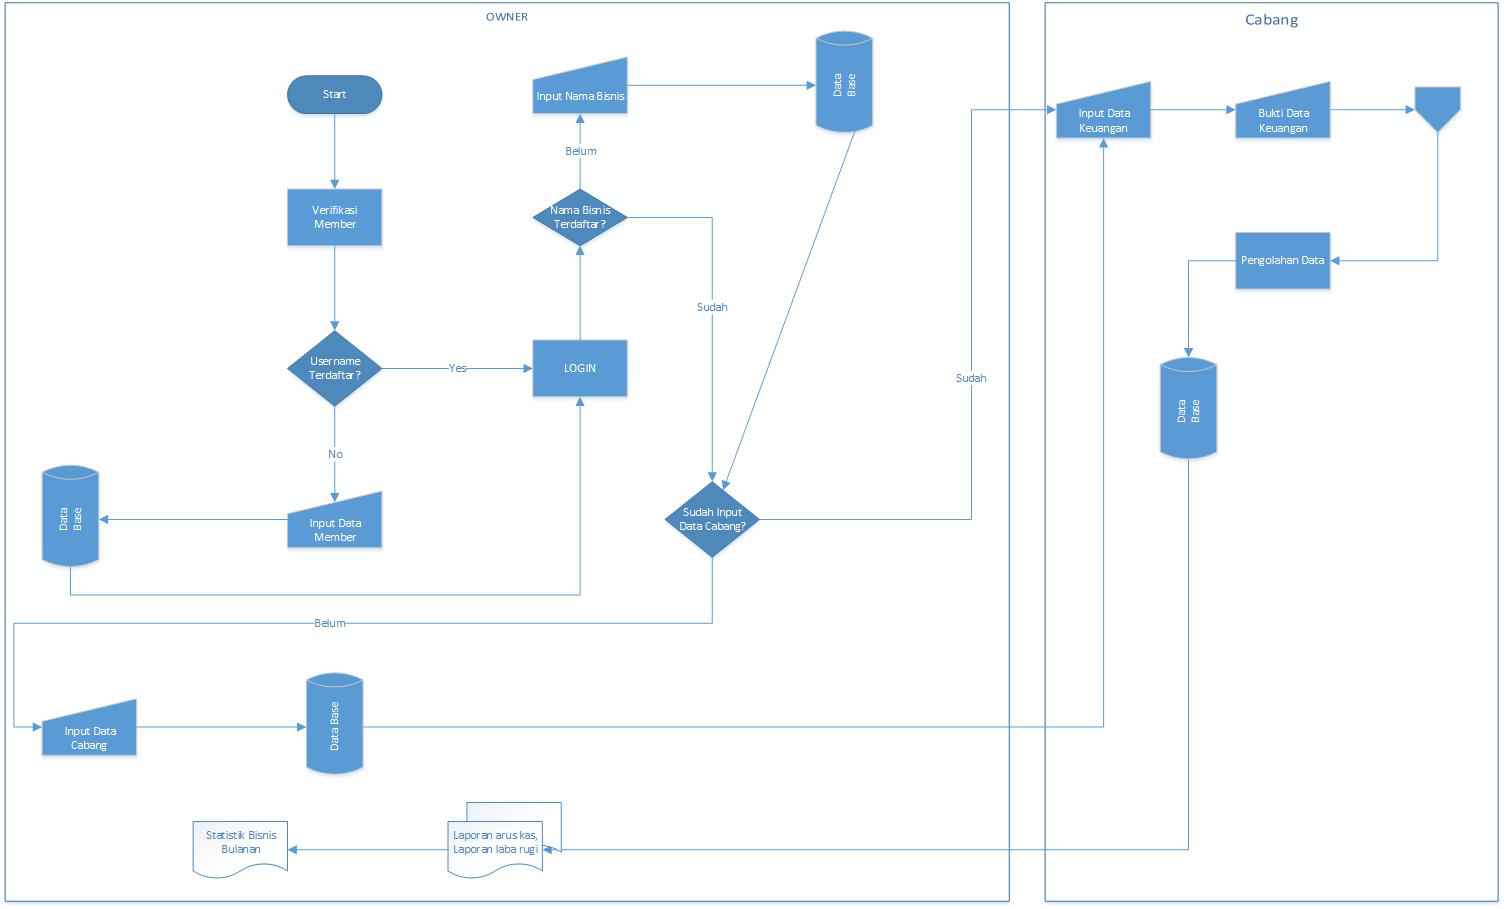 OWNER
Cabang
Start
Input Nama Bisnis
Data
Base
Input Data
Keuangan
Bukti Data
Keuangan
Belum
Verifikasi
Member
Nama Bisnis
Terdaftar?
Pengolahan Data
Sudah
Username
Terdaftar?
Yes
LOGIN
Sudah
Data
Base
No
Data
Base
Input Data
Member
Sudah Input
Data Cabang?
Belum
Input Data
Cabang
Data Base
Statistik Bisnis
Bulanan
Laporan arus kas,
Laporan laba rugi